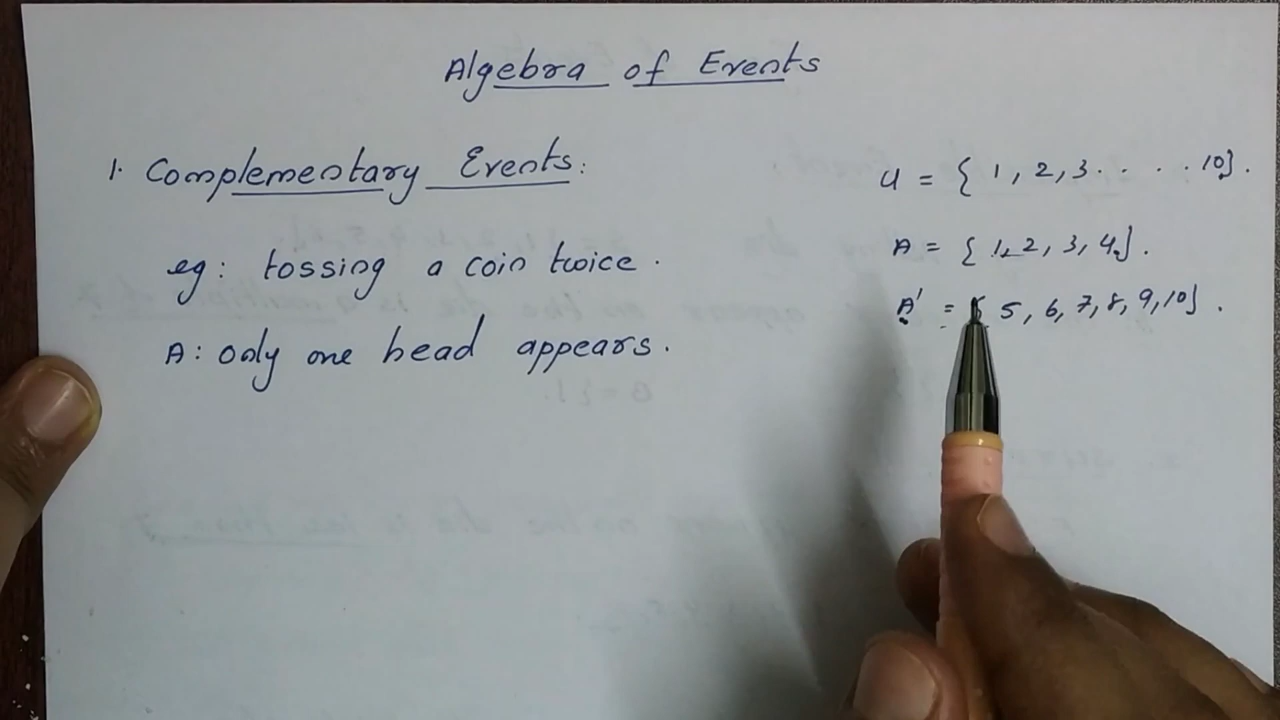 Algebra of Events
1. Complementary Events:
eg: tossing a coin twice.
A: only one head appears.
U = { 1, 2, 3. . . . . 10}.
A = { 1, 2, 3, 4}.
A' = { 5, 6, 7, 8, 9, 10}.